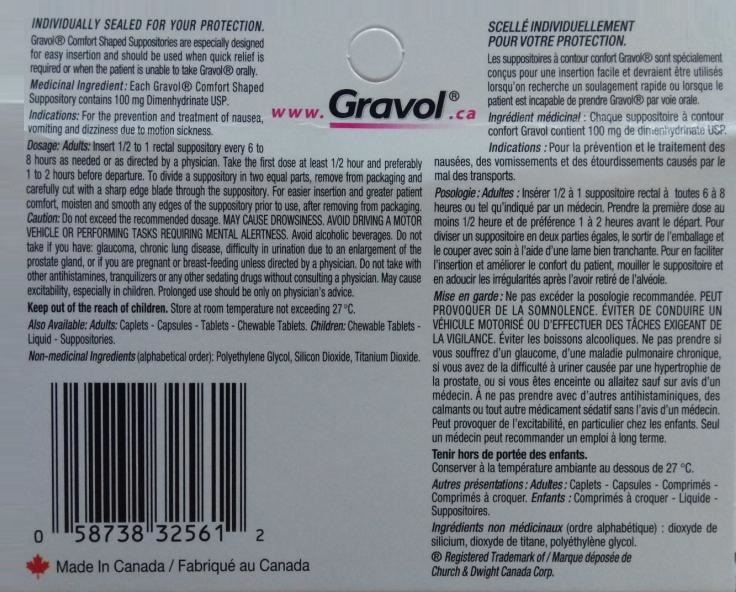 INDIVIDUALLY SEALED FOR YOUR PROTECTION.
Gravol® Comfort Shaped Suppositories are especially designed
for easy insertion and should be used when quick relief is
required or when the patient is unable to take Gravol® orally.
Medicinal Ingredient: Each Gravol® Comfort Shaped
Suppository contains 100 mg Dimenhydrinate USP.
Indications: For the prevention and treatment of nausea,
vomiting and dizziness due to motion sickness.
Dosage: Adults: Insert 1/2 to 1 rectal suppository every 6 to
8 hours as needed or as directed by a physician. Take the first dose at least 1/2 hour and preferably
1 to 2 hours before departure. To divide a suppository in two equal parts, remove from packaging and
carefully cut with a sharp edge blade through the suppository. For easier insertion and greater patient
comfort, moisten and smooth any edges of the suppository prior to use, after removing from packaging.
Caution: Do not exceed the recommended dosage. MAY CAUSE DROWSINESS. AVOID DRIVING A MOTOR
VEHICLE OR PERFORMING TASKS REQUIRING MENTAL ALERTNESS. Avoid alcoholic beverages. Do not
take if you have: glaucoma, chronic lung disease, difficulty in urination due to an enlargement of the
prostate gland, or if you are pregnant or breast-feeding unless directed by a physician. Do not take with
other antihistamines, tranquilizers or any other sedating drugs without consulting a physician. May cause
excitability, especially in children. Prolonged use should be only on physician's advice.
Keep out of the reach of children. Store at room temperature not exceeding 27 °C.
Also Available: Adults: Caplets - Capsules - Tablets - Chewable Tablets. Children: Chewable Tablets -
Liquid - Suppositories.
Non-medicinal Ingredients (alphabetical order): Polyethylene Glycol, Silicon Dioxide, Titanium Dioxide.
0 58738 32561 2
Made In Canada / Fabriqué au Canada
www.Gravol®.ca
SCELLÉ INDIVIDUELLEMENT
POUR VOTRE PROTECTION.
Les suppositoires à contour confort Gravol® sont spécialement
conçus pour une insertion facile et devraient être utilisés
lorsqu'on recherche un soulagement rapide ou lorsque le
patient est incapable de prendre Gravol® par voie orale.
Ingrédient médicinal : Chaque suppositoire à contour
confort Gravol contient 100 mg de dimenhydrinate USP.
Indications : Pour la prévention et le traitement des
nausées, des vomissements et des étourdissements causés par le
mal des transports.
Posologie : Adultes : Insérer 1/2 à 1 suppositoire rectal à toutes 6 à 8
heures ou tel qu'indiqué par un médecin. Prendre la première dose au
moins 1/2 heure et de préférence 1 à 2 heures avant le départ. Pour
diviser un suppositoire en deux parties égales, le sortir de l'emballage et
le couper avec soin à l'aide d'une lame bien tranchante. Pour en faciliter
l'insertion et améliorer le confort du patient, mouiller le suppositoire et
en adoucir les irrégularités après l'avoir retiré de l'alvéole.
Mise en garde : Ne pas excéder la posologie recommandée. PEUT
PROVOQUER DE LA SOMNOLENCE. ÉVITER DE CONDUIRE UN
VÉHICULE MOTORISÉ OU D'EFFECTUER DES TÂCHES EXIGEANT DE
LA VIGILANCE. Éviter les boissons alcooliques. Ne pas prendre si
vous souffrez d'un glaucome, d'une maladie pulmonaire chronique,
si vous avez de la difficulté à uriner causée par une hypertrophie de
la prostate, ou si vous êtes enceinte ou allaitez sauf sur avis d'un
médecin. À ne pas prendre avec d'autres antihistaminiques, des
calmants ou tout autre médicament sédatif sans l'avis d'un médecin.
Peut provoquer de l'excitabilité, en particulier chez les enfants. Seul
un médecin peut recommander un emploi à long terme.
Tenir hors de portée des enfants.
Conserver à la température ambiante au dessous de 27 °C.
Autres présentations : Adultes : Caplets - Capsules - Comprimés -
Comprimés à croquer. Enfants : Comprimés à croquer - Liquide -
Suppositoires.
Ingrédients non médicinaux (ordre alphabétique) : dioxyde de
silicium, dioxyde de titane, polyéthylène glycol.
® Registered Trademark of / Marque déposée de
Church & Dwight Canada Corp.